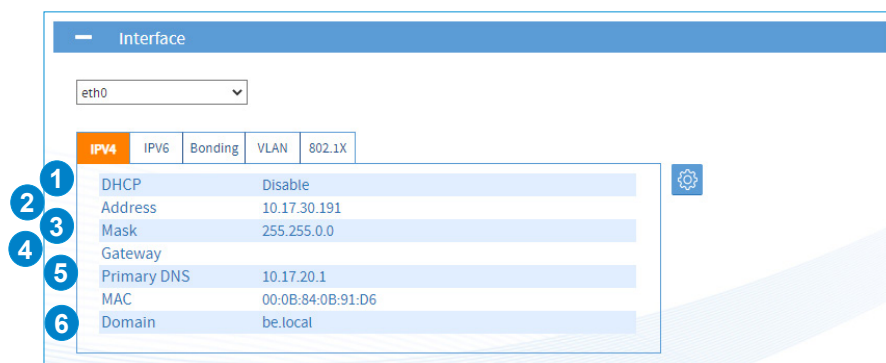 Interface
eth0
IPV4 IPV6 Bonding VLAN 802.1X
1 DHCP Disable
2 Address 10.17.30.191
3 Mask 255.255.0.0
4 Gateway
5 Primary DNS 10.17.20.1
MAC 00:0B:84:0B:91:D6
6 Domain be.local